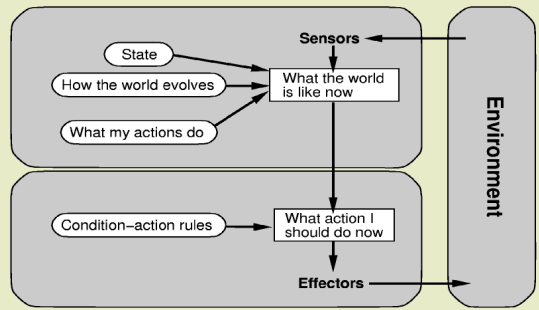 Sensors
State
How the world evolves
What the world
is like now
What my actions do
Environment
Condition–action rules
What action I
should do now
Effectors